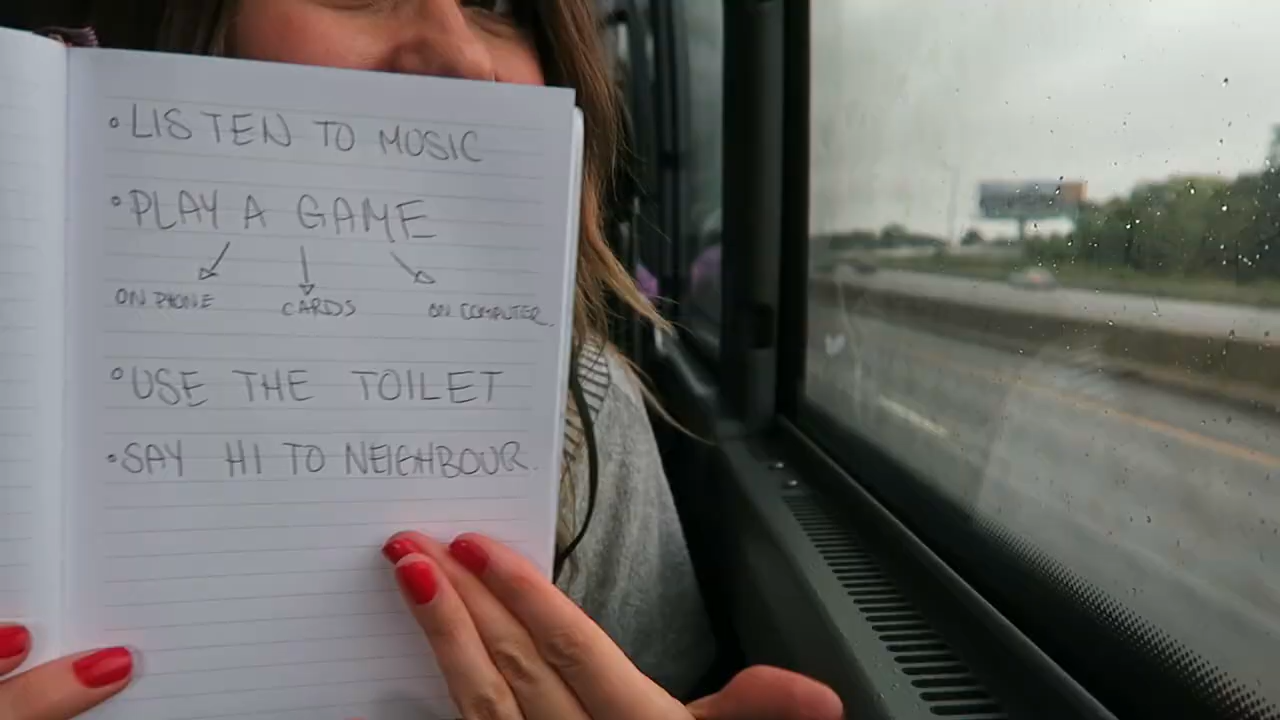 • LISTEN TO MUSIC
• PLAY A GAME
ON PHONE CARDS ON COMPUTER.
• USE THE TOILET
• SAY HI TO NEIGHBOUR.